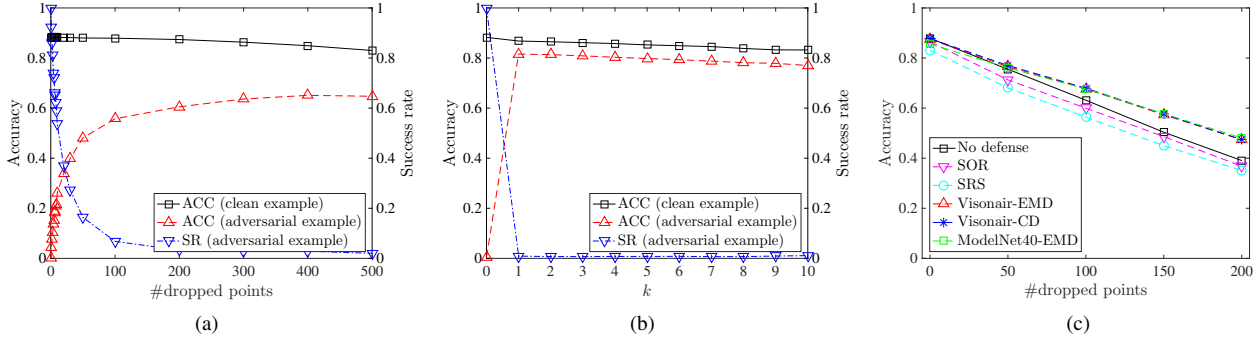 1
0.8
0.6
0.4
0.2
0
Accuracy
1
0.8
0.6
0.4
0.2
0
Success rate
ACC (clean example)
ACC (adversarial example)
SR (adversarial example)
0 100 200 300 400 500
#dropped points
(a)
1
0.8
0.6
0.4
0.2
0
Accuracy
1
0.8
0.6
0.4
0.2
0
Success rate
ACC (clean example)
ACC (adversarial example)
SR (adversarial example)
0 1 2 3 4 5 6 7 8 9 10
k
(b)
1
0.8
0.6
0.4
0.2
0
Accuracy
No defense
SOR
SRS
Visonair-EMD
Visonair-CD
ModelNet40-EMD
0 50 100 150 200
#dropped points
(c)